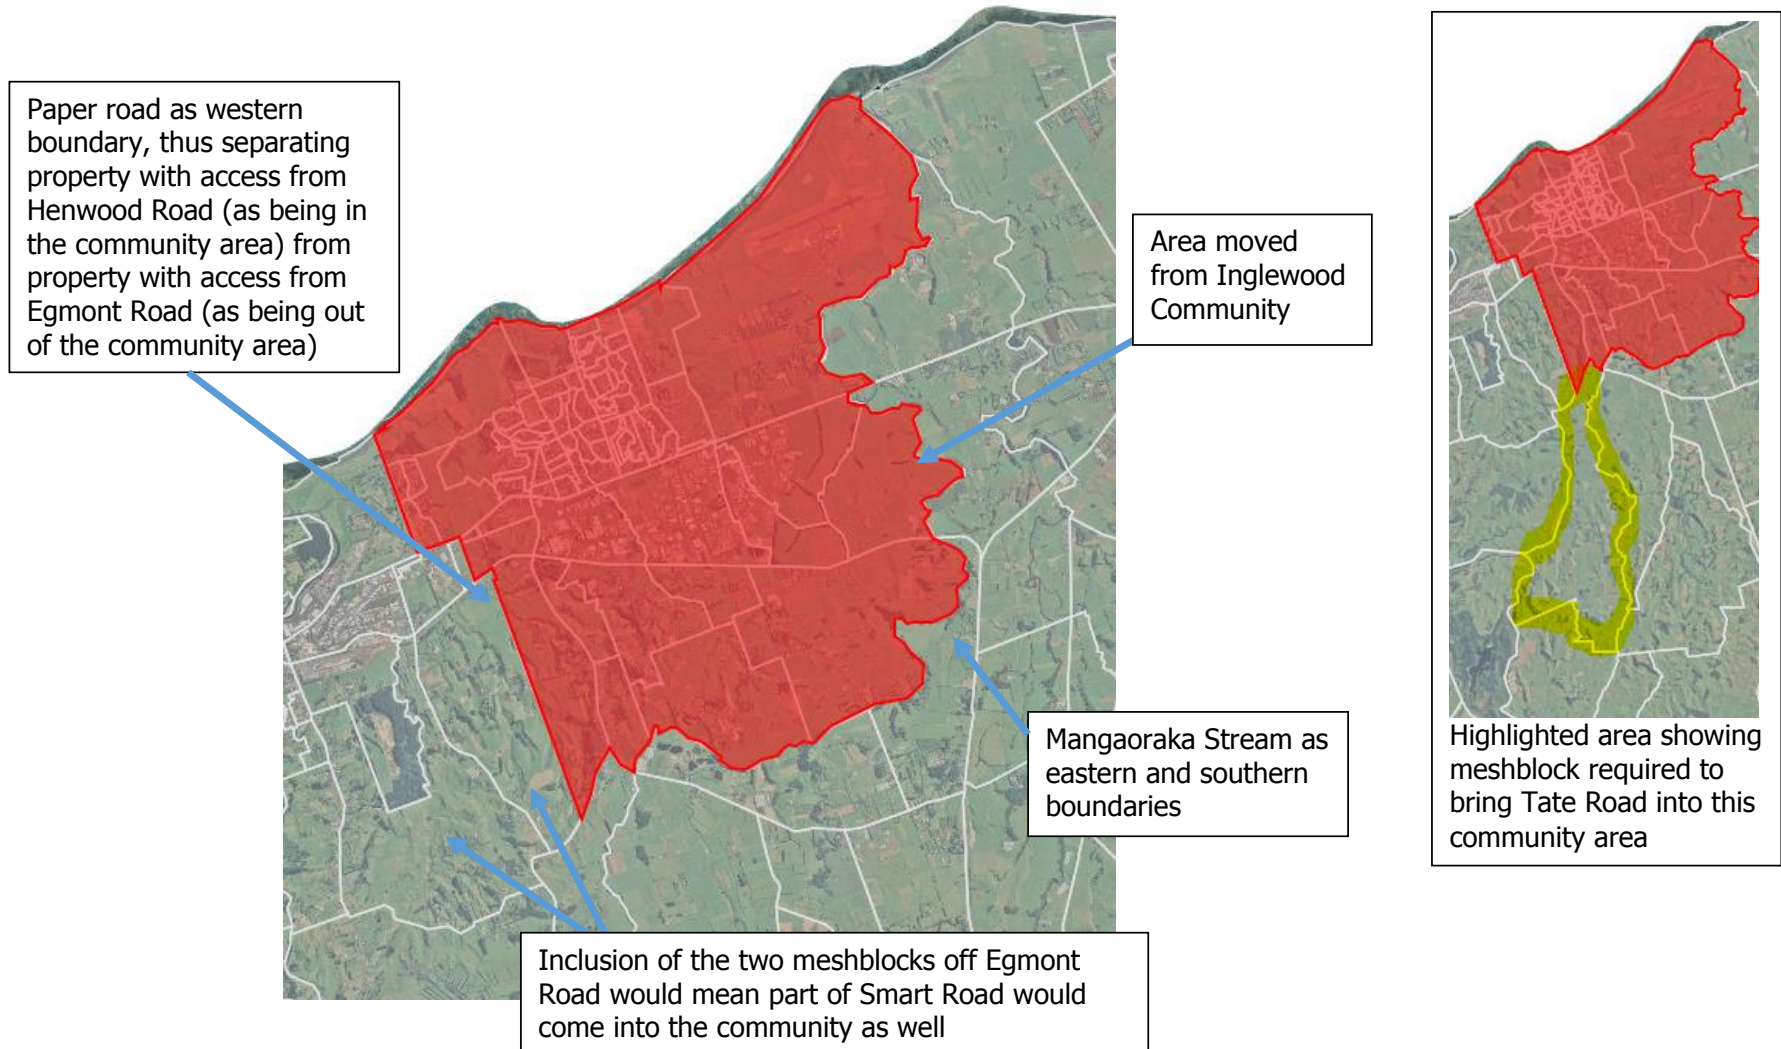 Paper road as western
boundary, thus separating
property with access from
Henwood Road (as being in
the community area) from
property with access from
Egmont Road (as being out
of the community area)
Area moved
from Inglewood
Community
Mangaoraka Stream as
eastern and southern
boundaries
Inclusion of the two meshblocks off Egmont
Road would mean part of Smart Road would
come into the community as well
Highlighted area showing
meshblock required to
bring Tate Road into this
community area